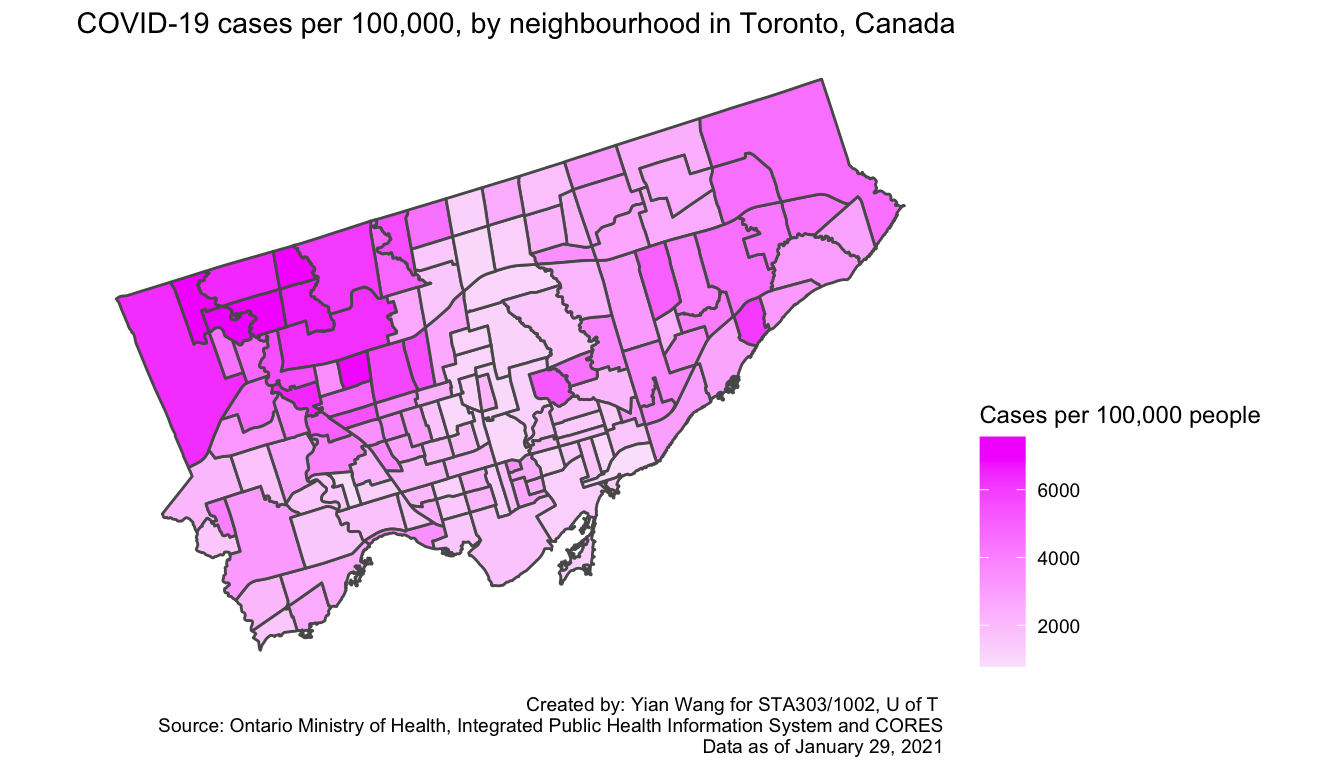 COVID-19 cases per 100,000, by neighbourhood in Toronto, Canada
Cases per 100,000 people
6000
4000
2000
Created by: Yian Wang for STA303/1002, U of T
Source: Ontario Ministry of Health, Integrated Public Health Information System and CORES
Data as of January 29, 2021